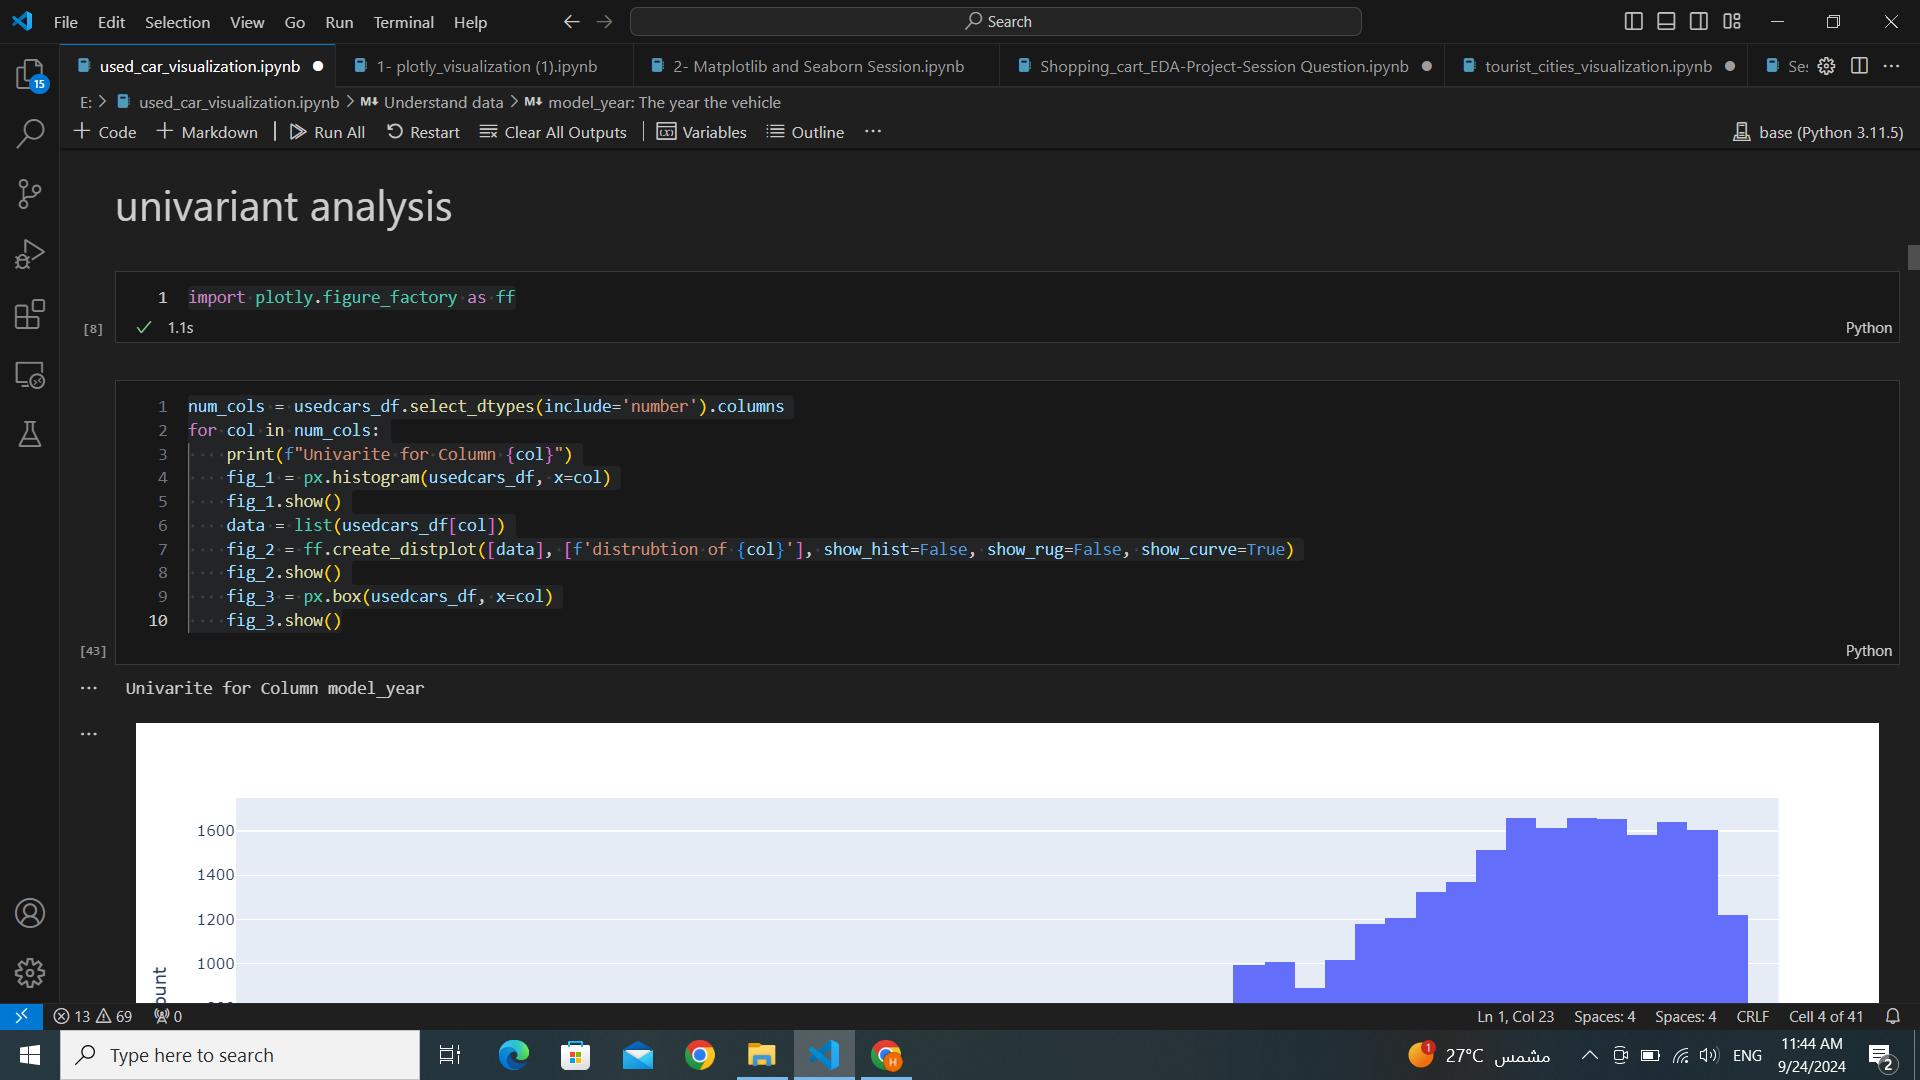 File Edit Selection View Go Run Terminal Help Search
used_car_visualization.ipynb 1- plotly_visualization (1).ipynb 2- Matplotlib and Seaborn Session.ipynb Shopping_cart_EDA-Project-Session Question.ipynb tourist_cities_visualization.ipynb Se
15
E: > used_car_visualization.ipynb > M↓ Understand data > M↓ model_year: The year the vehicle
+ Code + Markdown | Run All Restart Clear All Outputs | Variables Outline ... base (Python 3.11.5)
univariant analysis
1 import plotly.figure_factory as ff
[8] 1.1s Python
1 num_cols = usedcars_df.select_dtypes(include='number').columns
2 for col in num_cols:
3 print(f"Univarite for Column {col}")
4 fig_1 = px.histogram(usedcars_df, x=col)
5 fig_1.show()
6 data = list(usedcars_df[col])
7 fig_2 = ff.create_distplot([data], [f'distrubtion of {col}'], show_hist=False, show_rug=False, show_curve=True)
8 fig_2.show()
9 fig_3 = px.box(usedcars_df, x=col)
10 fig_3.show()
[43] Python
... Univarite for Column model_year
...
1600
1400
1200
1000
ount
13 69 0 Ln 1, Col 23 Spaces: 4 Spaces: 4 CRLF Cell 4 of 41
Type here to search 1 27°C مشمس ENG 11:44 AM
9/24/2024 2